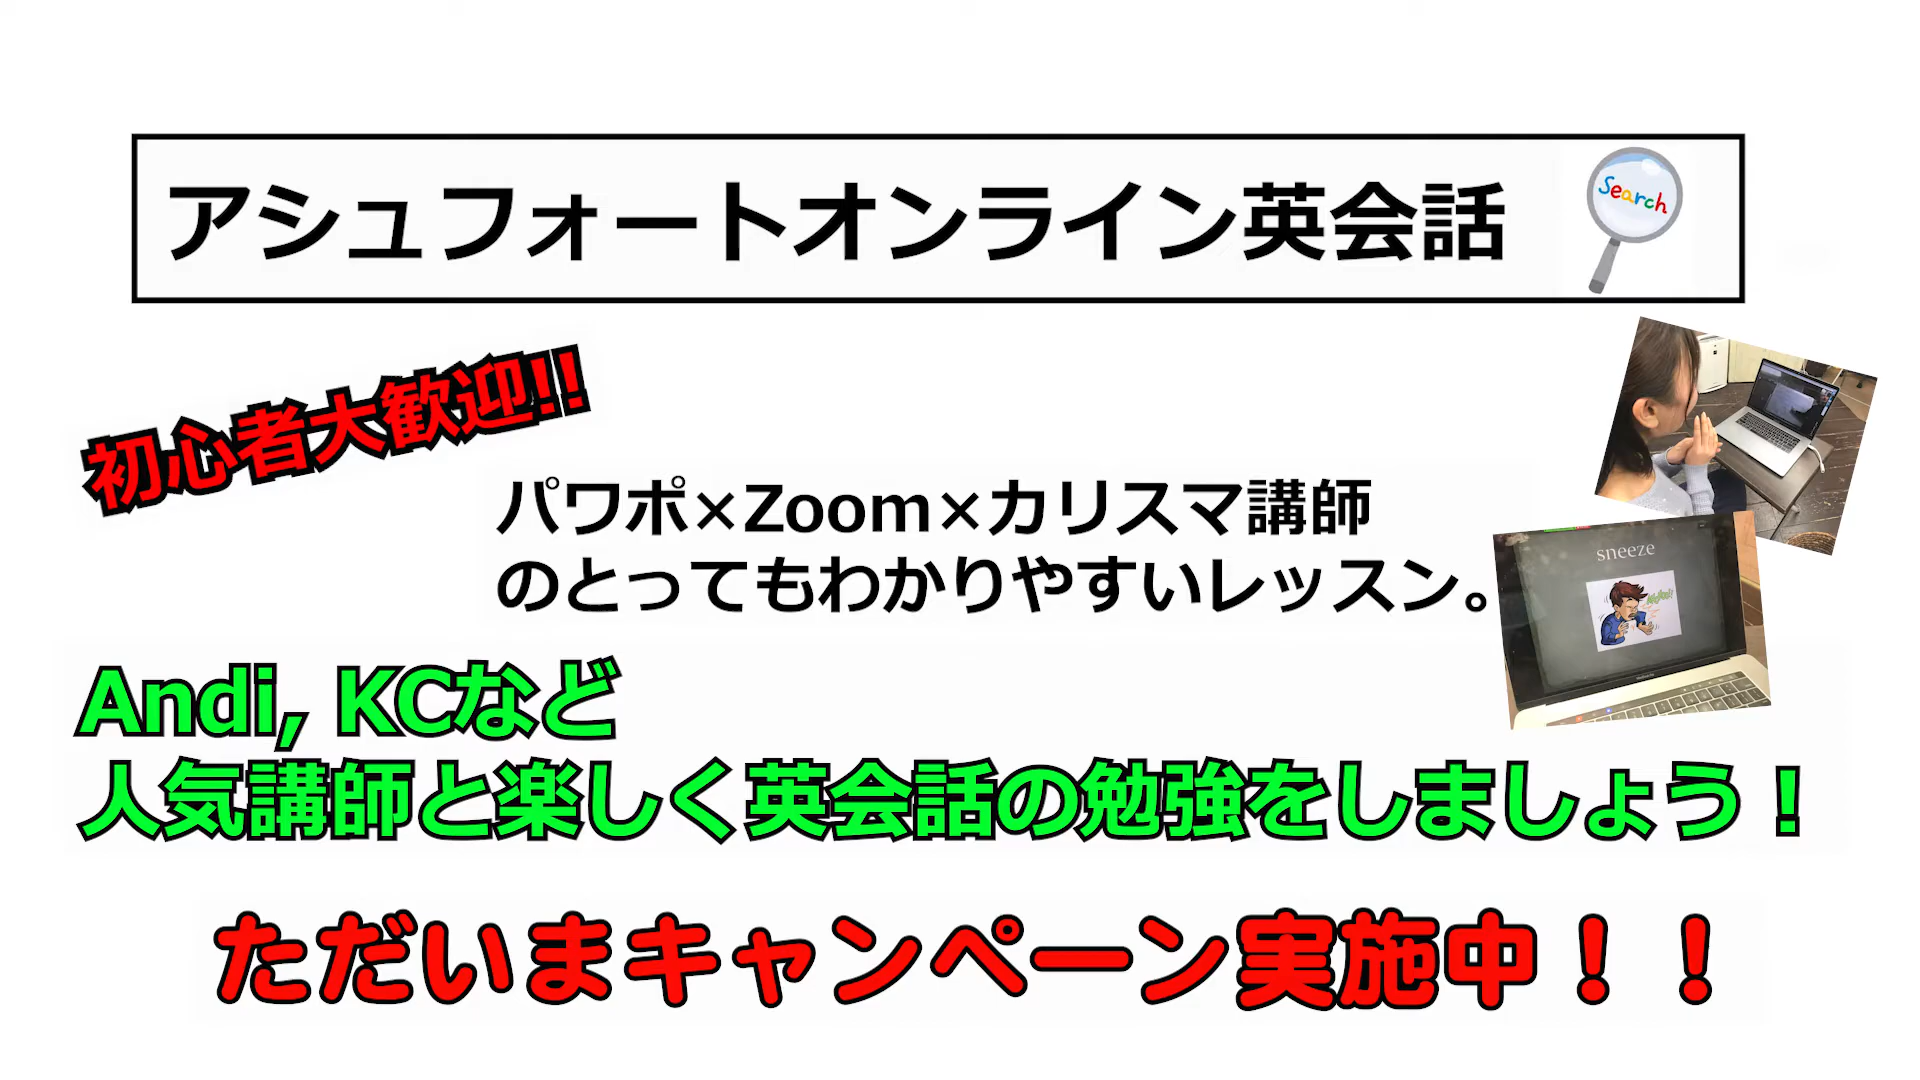 アシュフォートオンライン英会話
Search
初心者大歓迎!!
パワポ×Zoom×カリスマ講師
のとってもわかりやすいレッスン。
sneeze
Andi, KCなど
人気講師と楽しく英会話の勉強をしましょう！
ただいまキャンペーン実施中！！